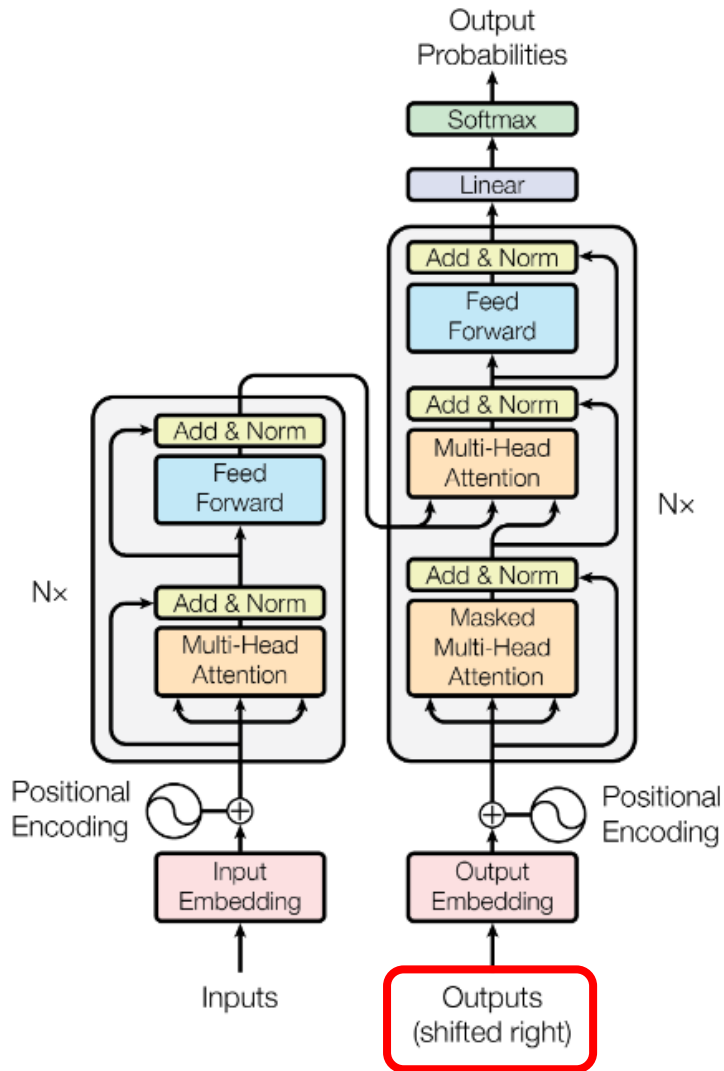 Output
Probabilities
Softmax
Linear
Add & Norm
Feed
Forward
Add & Norm
Multi-Head
Attention
Add & Norm
Masked
Multi-Head
Attention
Nx
Add & Norm
Feed
Forward
Add & Norm
Multi-Head
Attention
Nx
Positional
Encoding
Positional
Encoding
Input
Embedding
Output
Embedding
Inputs
Outputs
(shifted right)